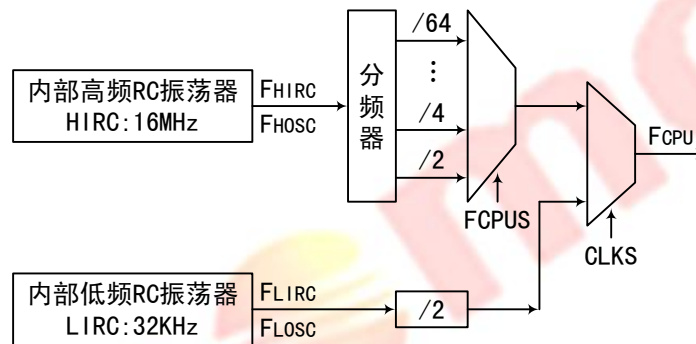 /64
⋮
/4
/2
分频器
内部高频RC振荡器
HIRC:16MHz
FHIRC
FHOSC
FCPUS
FCPU
CLKS
内部低频RC振荡器
LIRC:32KHz
FLIRC
FLOSC
/2